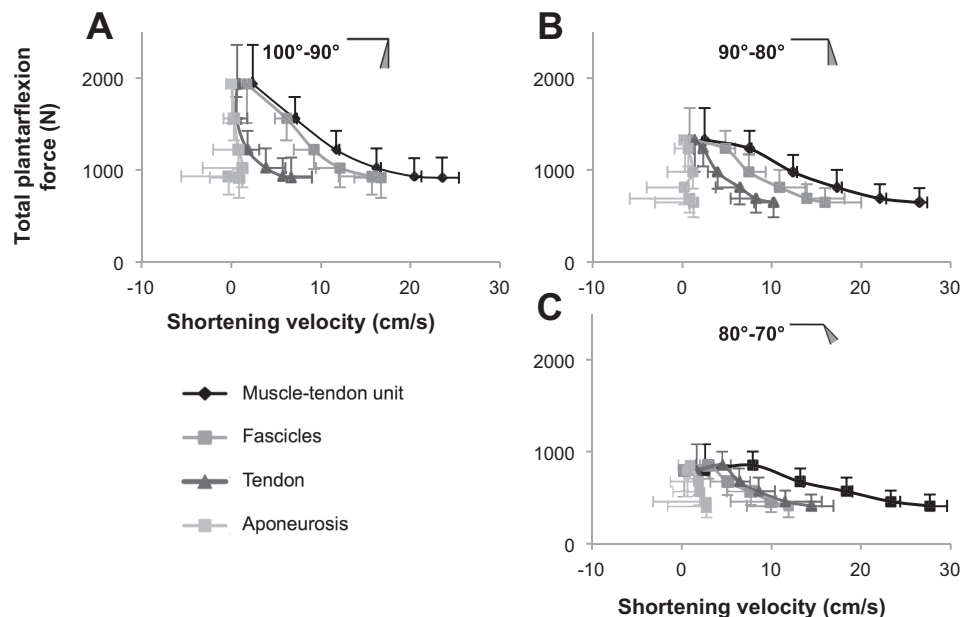 A
100°-90°
Total plantarflexion
force (N)
2000
1000
0
-10 0 10 20 30
Shortening velocity (cm/s)
B
90°-80°
2000
1000
0
-10 0 10 20 30
C
80°-70°
2000
1000
0
-10 0 10 20 30
Shortening velocity (cm/s)
Muscle-tendon unit
Fascicles
Tendon
Aponeurosis